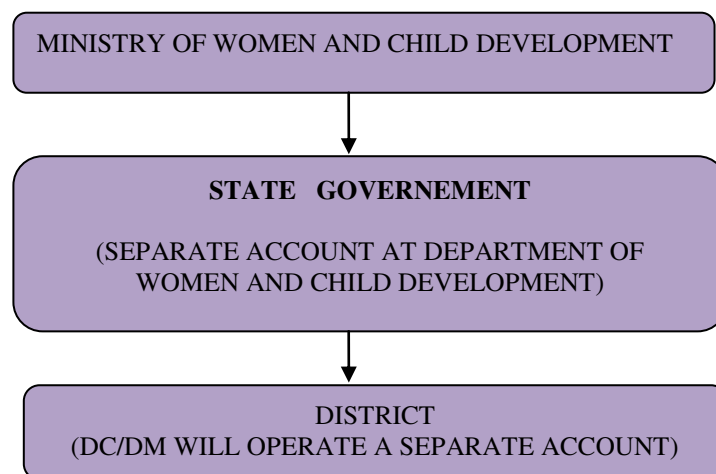 MINISTRY OF WOMEN AND CHILD DEVELOPMENT
STATE GOVERNEMENT
(SEPARATE ACCOUNT AT DEPARTMENT OF
WOMEN AND CHILD DEVELOPMENT)
DISTRICT
(DC/DM WILL OPERATE A SEPARATE ACCOUNT)